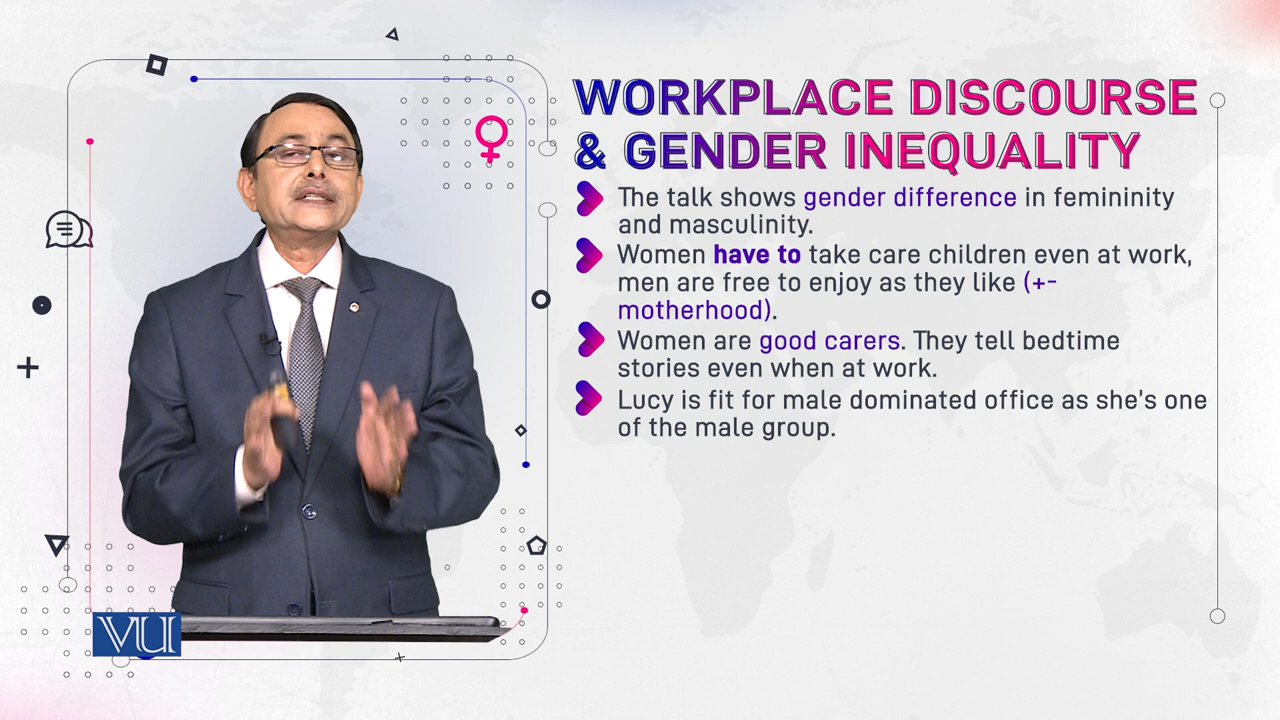 WORKPLACE DISCOURSE
& GENDER INEQUALITY
The talk shows gender difference in femininity
and masculinity.
Women have to take care children even at work,
men are free to enjoy as they like (+-
motherhood).
Women are good carers. They tell bedtime
stories even when at work.
Lucy is fit for male dominated office as she's one
of the male group.
VU